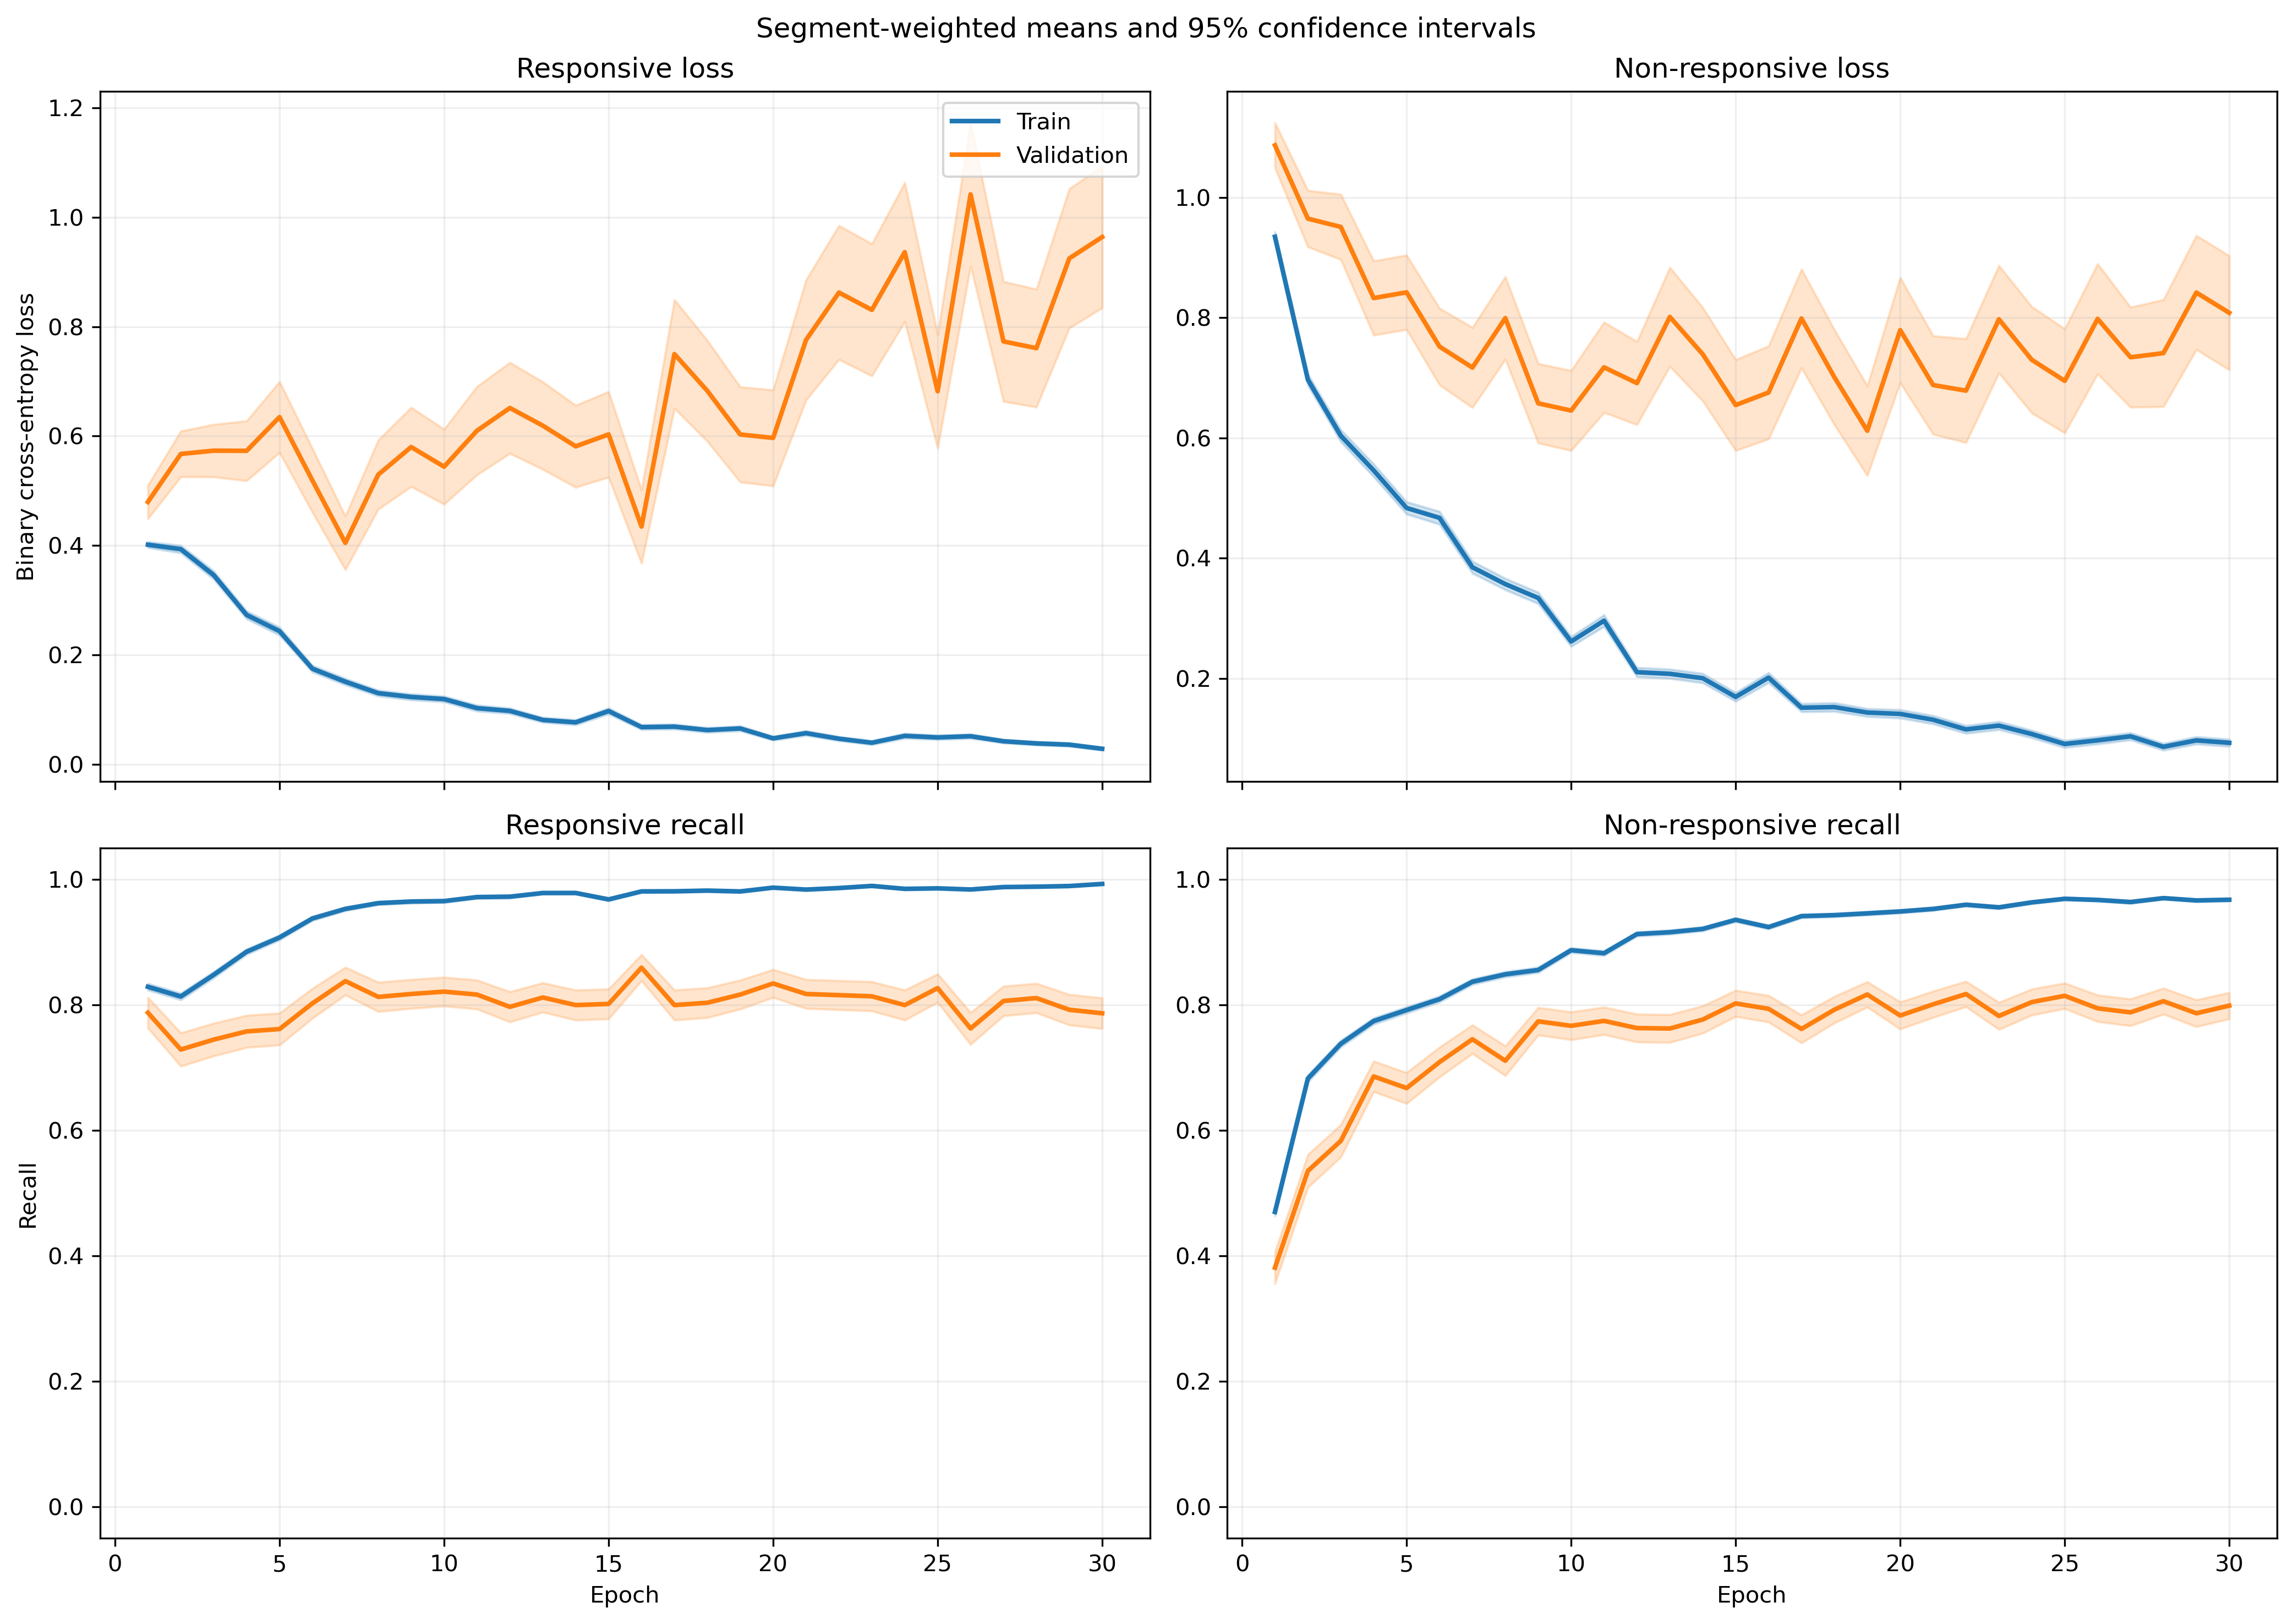 Segment-weighted means and 95% confidence intervals
Responsive loss
Non-responsive loss
1.2
1.0
0.8
0.6
0.4
0.2
0.0
Binary cross-entropy loss
Train
Validation
1.0
0.8
0.6
0.4
0.2
Responsive recall
Non-responsive recall
1.0
0.8
0.6
0.4
0.2
0.0
Recall
0 5 10 15 20 25 30
Epoch
1.0
0.8
0.6
0.4
0.2
0.0
0 5 10 15 20 25 30
Epoch